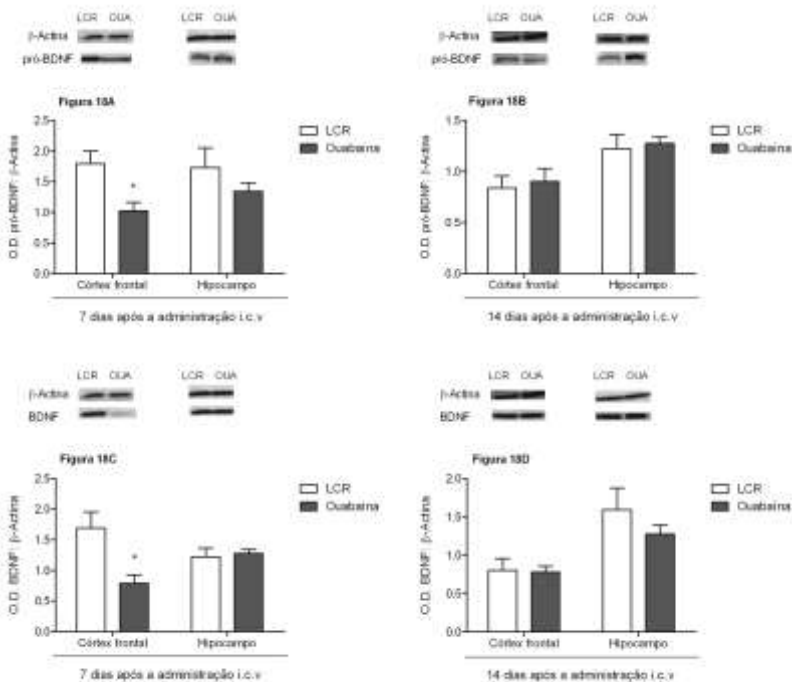 LCR OUA LCR OUA
β-Actina
pró-BDNF
Figura 18A
O.D. pró-BDNF: β-Actina
2.5
2.0
1.5
1.0
0.5
0.0
*
LCR
Ouabaína
Córtex frontal Hipocampo
7 dias após a administração i.c.v
LCR OUA LCR OUA
β-Actina
pró-BDNF
Figura 18B
O.D. pró-BDNF: β-Actina
1.5
1.0
0.5
0.0
LCR
Ouabaína
Córtex frontal Hipocampo
14 dias após a administração i.c.v
LCR OUA LCR OUA
β-Actina
BDNF
Figura 18C
O.D. BDNF: β-Actina
2.5
2.0
1.5
1.0
0.5
0.0
*
LCR
Ouabaína
Córtex frontal Hipocampo
7 dias após a administração i.c.v
LCR OUA LCR OUA
β-Actina
BDNF
Figura 18D
O.D. BDNF: β-Actina
2.0
1.5
1.0
0.5
0.0
LCR
Ouabaína
Córtex frontal Hipocampo
14 dias após a administração i.c.v